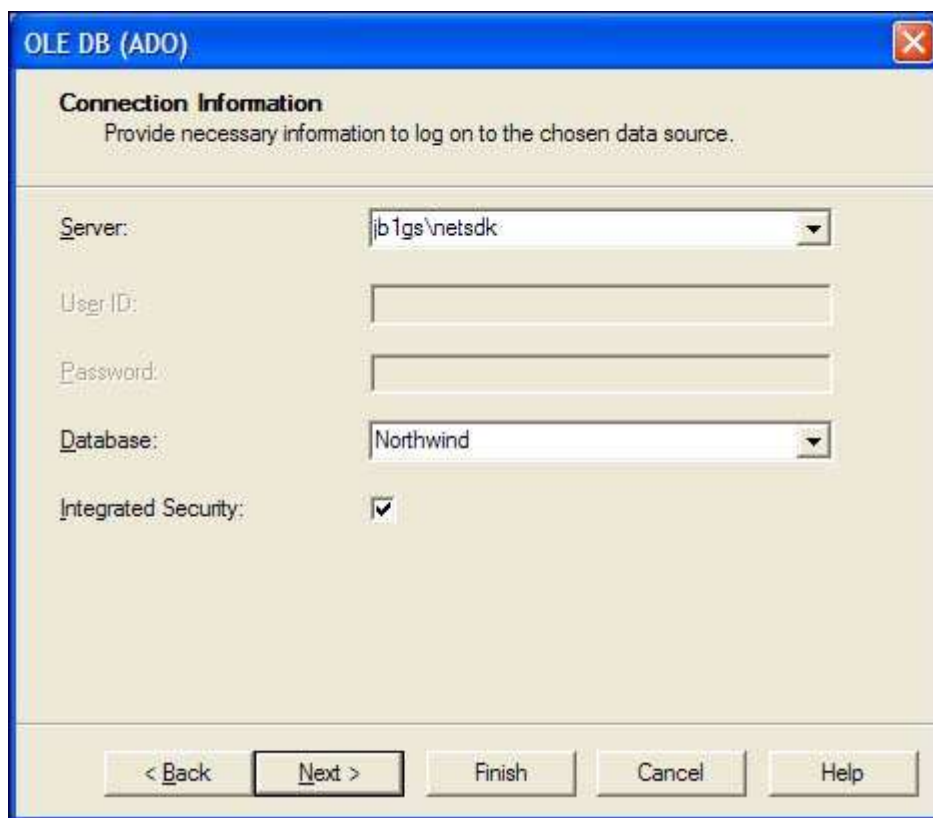 OLE DB (ADO)
Connection Information
Provide necessary information to log on to the chosen data source.
Server: jb1gs\netsdk
User ID:
Password:
Database: Northwind
Integrated Security:
< Back Next > Finish Cancel Help